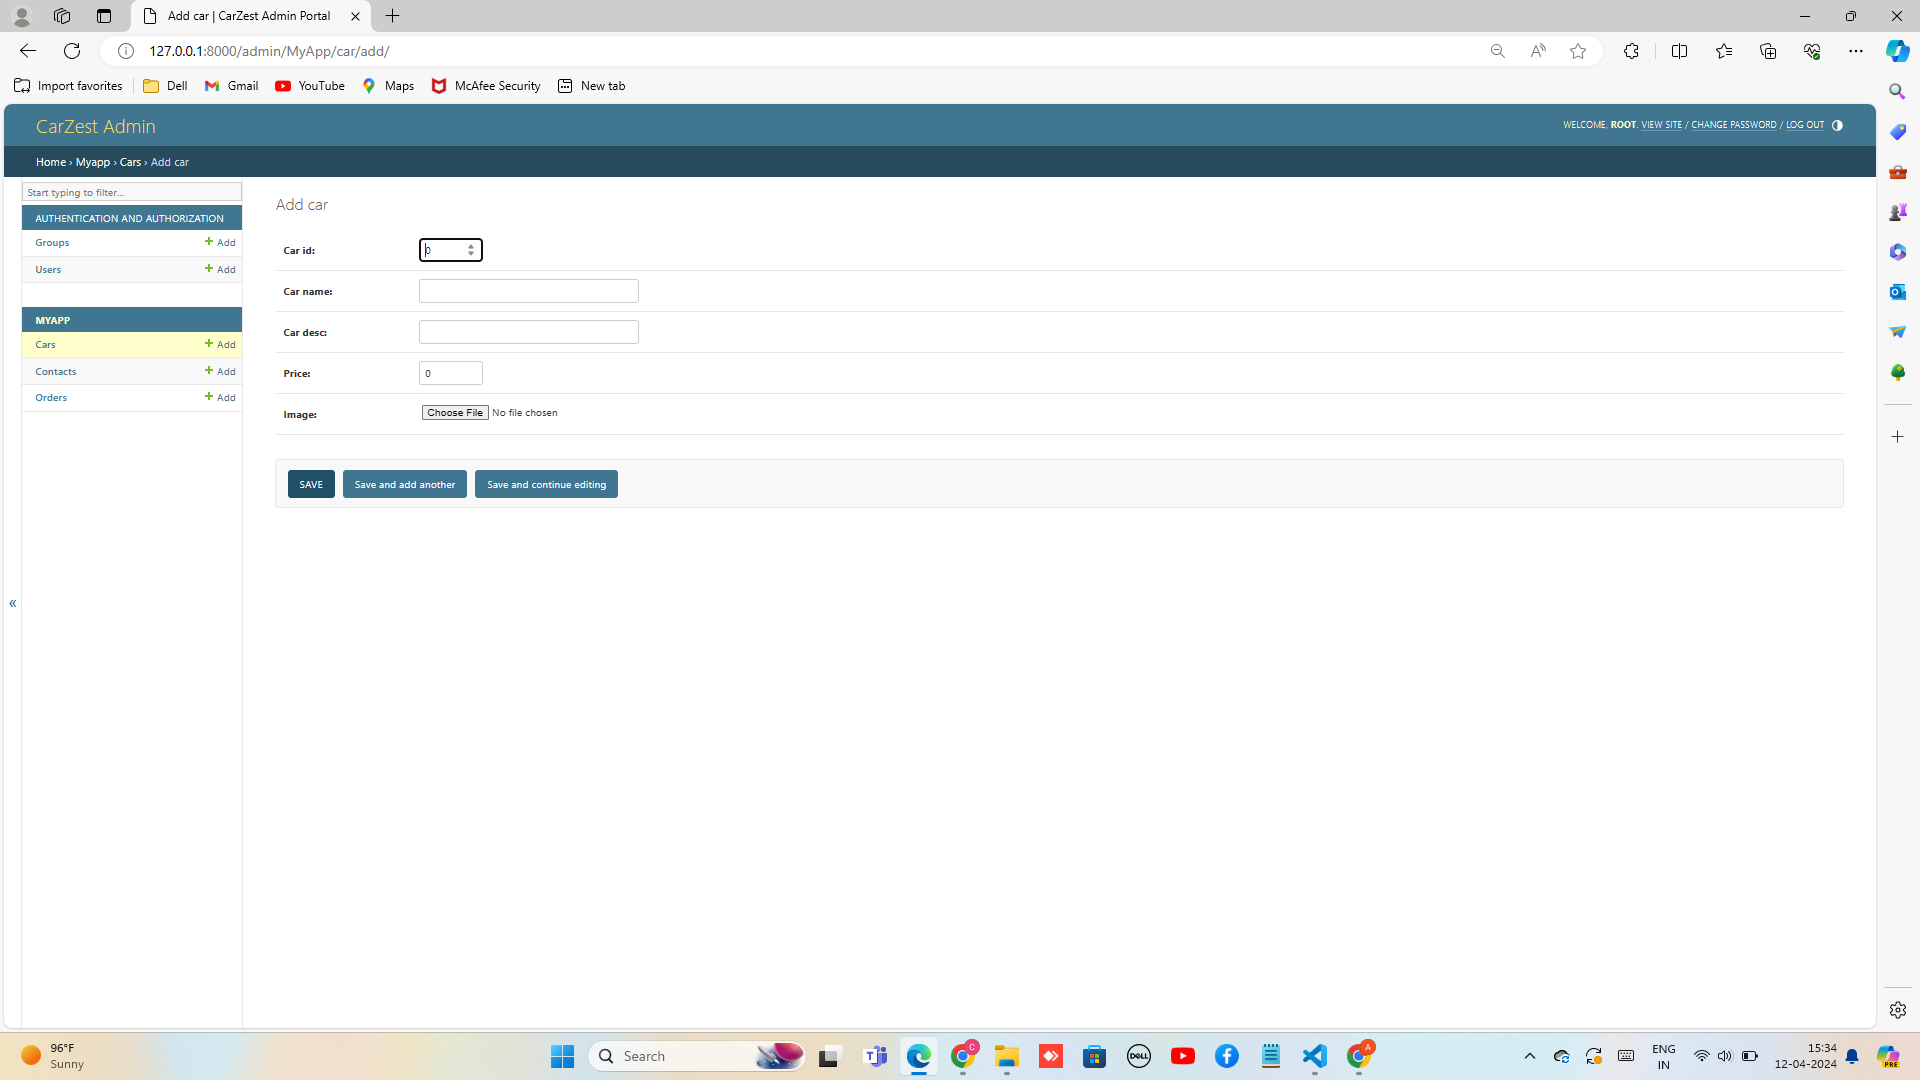 Add car | CarZest Admin Portal
127.0.0.1:8000/admin/MyApp/car/add/
Import favorites Dell Gmail YouTube Maps McAfee Security New tab
CarZest Admin
WELCOME, ROOT. VIEW SITE / CHANGE PASSWORD / LOG OUT
Home › Myapp › Cars › Add car
Start typing to filter...
AUTHENTICATION AND AUTHORIZATION
Groups + Add
Users + Add
MYAPP
Cars + Add
Contacts + Add
Orders + Add
Add car
Car id: 0
Car name:
Car desc:
Price: 0
Image: Choose File No file chosen
SAVE Save and add another Save and continue editing
«
96°F
Sunny
Search
DELL
C
A
ENG
IN
15:34
12-04-2024
PRE